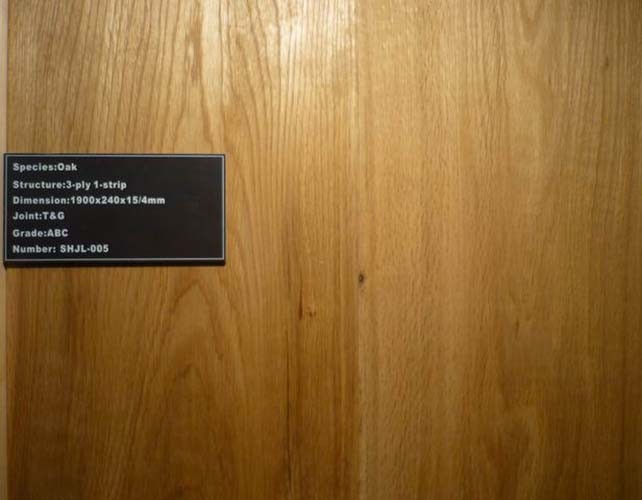 Species:Oak
Structure:3-ply 1-strip
Dimension:1900x240x15/4mm
Joint:T&G
Grade:ABC
Number: SHJL-005